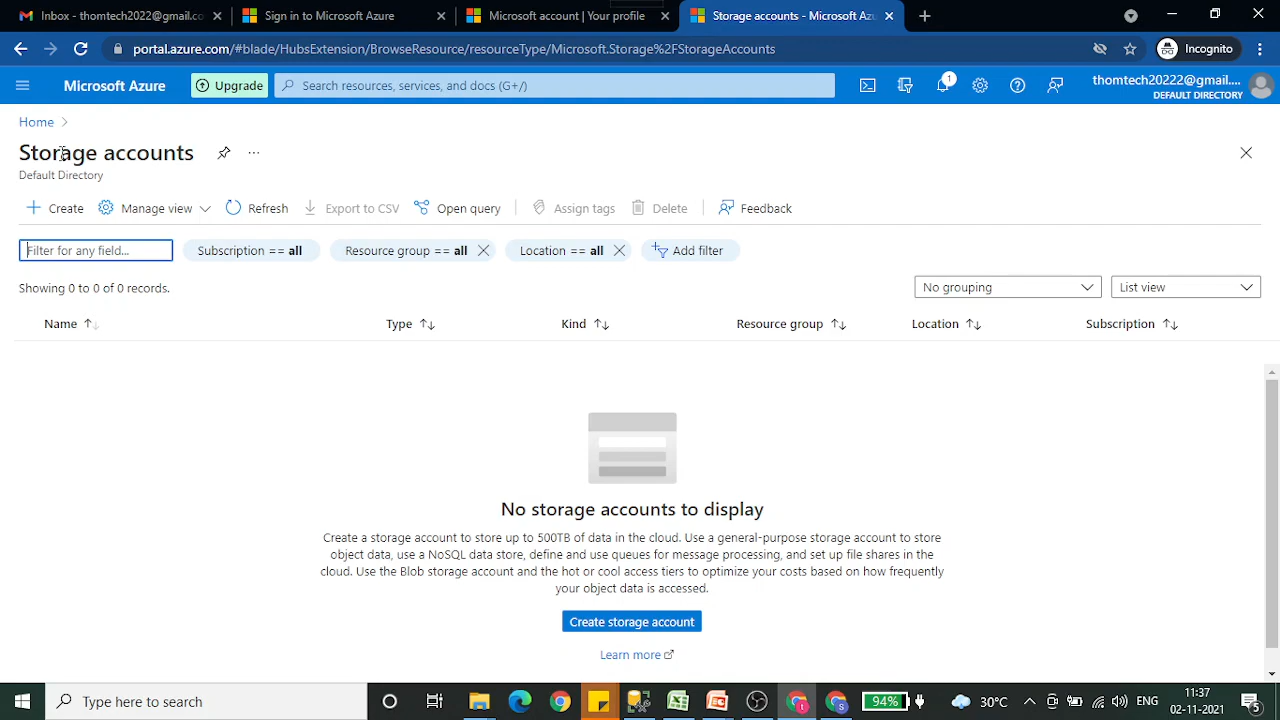 Inbox - thomtech2022@gmail.co
Sign in to Microsoft Azure
Microsoft account | Your profile
Storage accounts - Microsoft Azu
portal.azure.com/#blade/HubsExtension/BrowseResource/resourceType/Microsoft.Storage%2FStorageAccounts
Incognito
Microsoft Azure
Upgrade
Search resources, services, and docs (G+/)
1
thomtech20222@gmail....
DEFAULT DIRECTORY
Home
Storage accounts
Default Directory
Create
Manage view
Refresh
Export to CSV
Open query
Assign tags
Delete
Feedback
Filter for any field...
Subscription == all
Resource group == all
Location == all
Add filter
Showing 0 to 0 of 0 records.
No grouping
List view
Name
Type
Kind
Resource group
Location
Subscription
No storage accounts to display
Create a storage account to store up to 500TB of data in the cloud. Use a general-purpose storage account to store
object data, use a NoSQL data store, define and use queues for message processing, and set up file shares in the
cloud. Use the Blob storage account and the hot or cool access tiers to optimize your costs based on how frequently
your object data is accessed.
Create storage account
Learn more
Type here to search
94%
30°C
ENG
11:37
02-11-2021
5